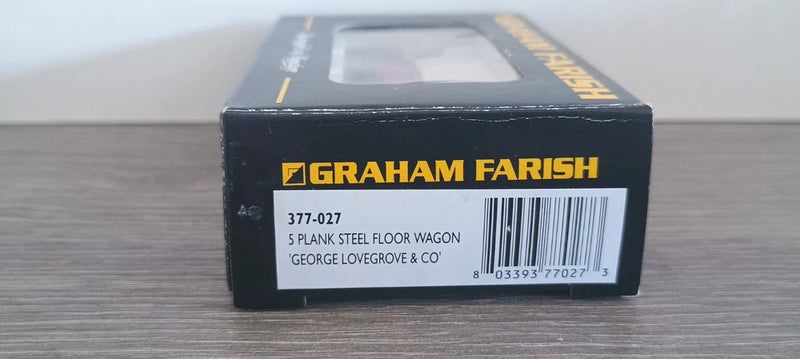 GRAHAM FARISH
GRAHAM FARISH
377-027
5 PLANK STEEL FLOOR WAGON
'GEORGE LOVEGROVE & CO'
8 03393 77027 3